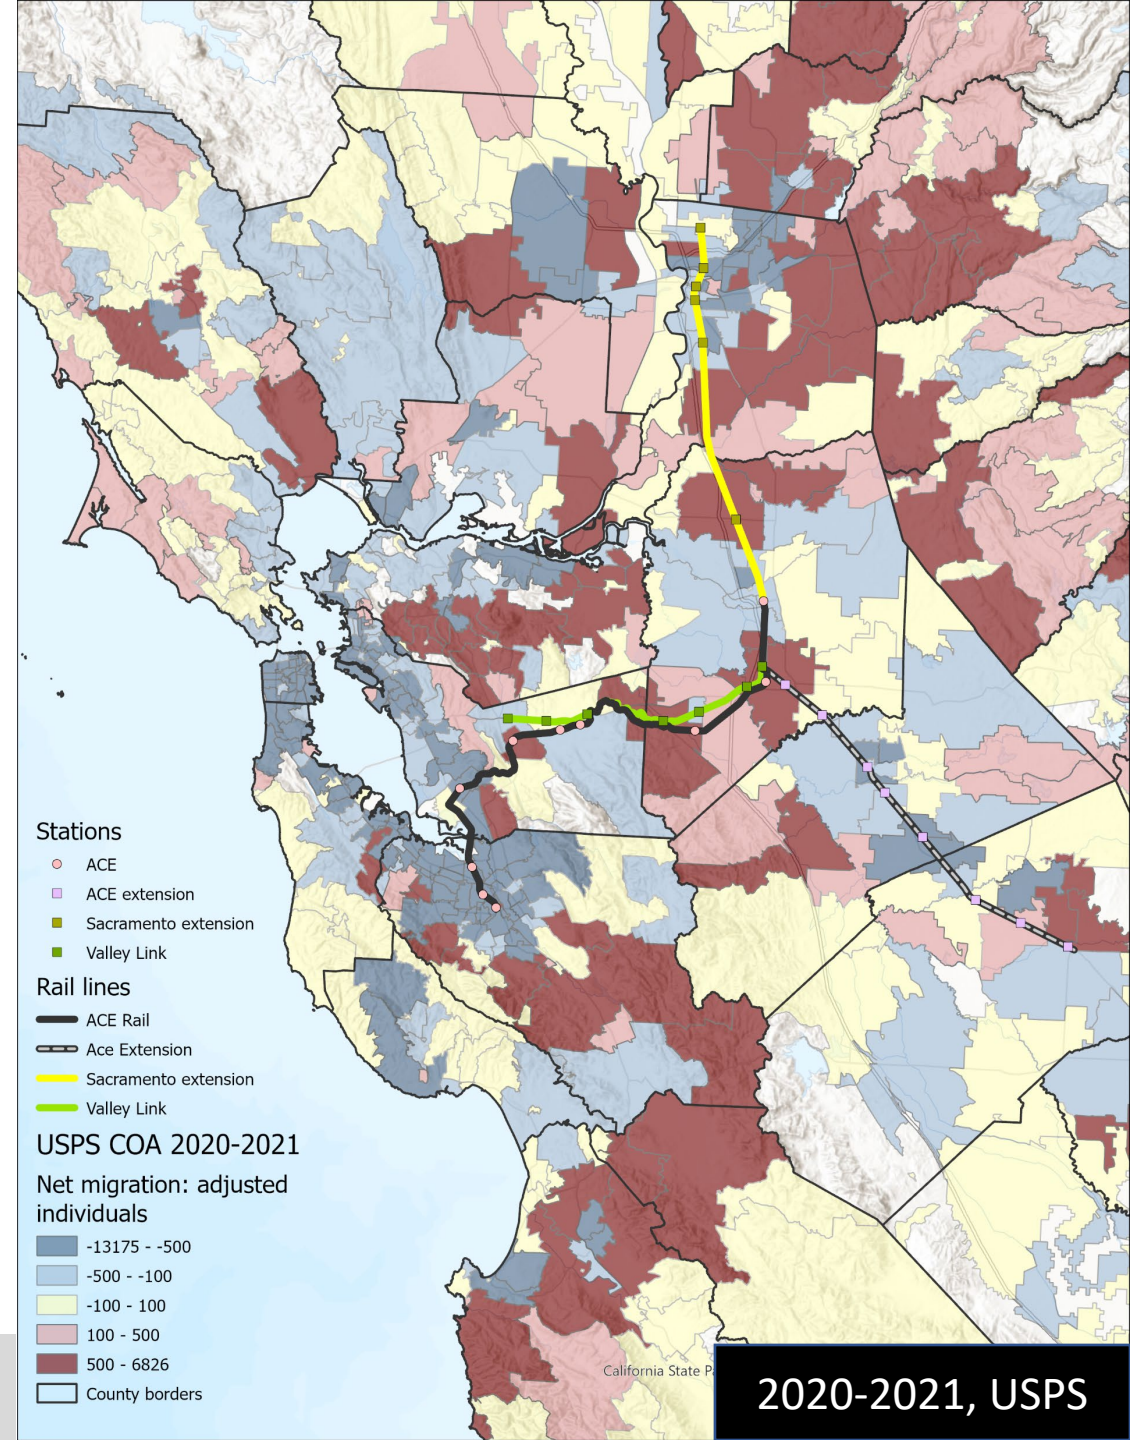 Stations
ACE
ACE extension
Sacramento extension
Valley Link
Rail lines
ACE Rail
Ace Extension
Sacramento extension
Valley Link
USPS COA 2020-2021
Net migration: adjusted
individuals
-13175 - -500
-500 - -100
-100 - 100
100 - 500
500 - 6826
County borders
California State P
2020-2021, USPS